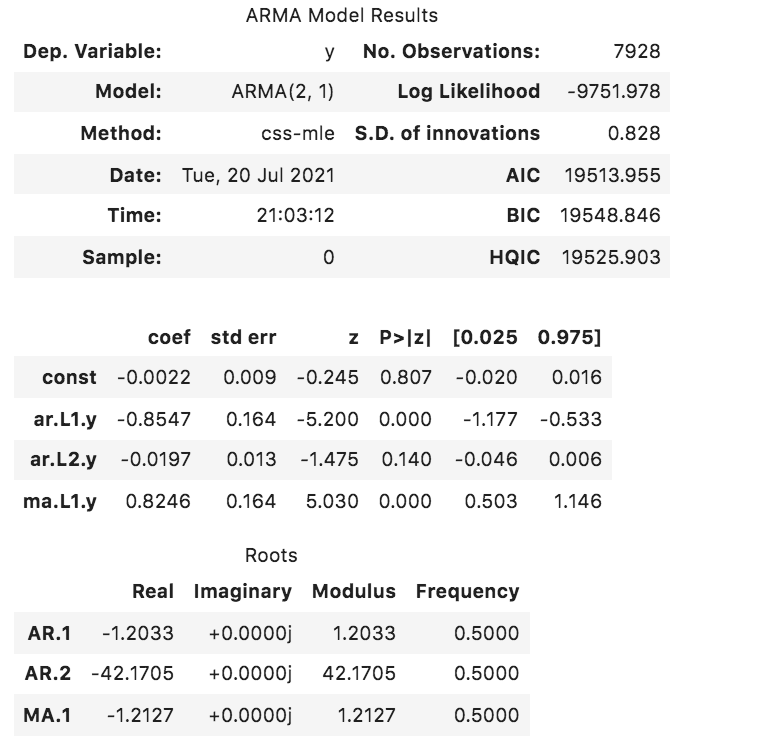 ARMA Model Results
Dep. Variable: y No. Observations: 7928
Model: ARMA(2, 1) Log Likelihood -9751.978
Method: css-mle S.D. of innovations 0.828
Date: Tue, 20 Jul 2021 AIC 19513.955
Time: 21:03:12 BIC 19548.846
Sample: 0 HQIC 19525.903
coef std err z P>|z| [0.025 0.975]
const -0.0022 0.009 -0.245 0.807 -0.020 0.016
ar.L1.y -0.8547 0.164 -5.200 0.000 -1.177 -0.533
ar.L2.y -0.0197 0.013 -1.475 0.140 -0.046 0.006
ma.L1.y 0.8246 0.164 5.030 0.000 0.503 1.146
Roots
Real Imaginary Modulus Frequency
AR.1 -1.2033 +0.0000j 1.2033 0.5000
AR.2 -42.1705 +0.0000j 42.1705 0.5000
MA.1 -1.2127 +0.0000j 1.2127 0.5000